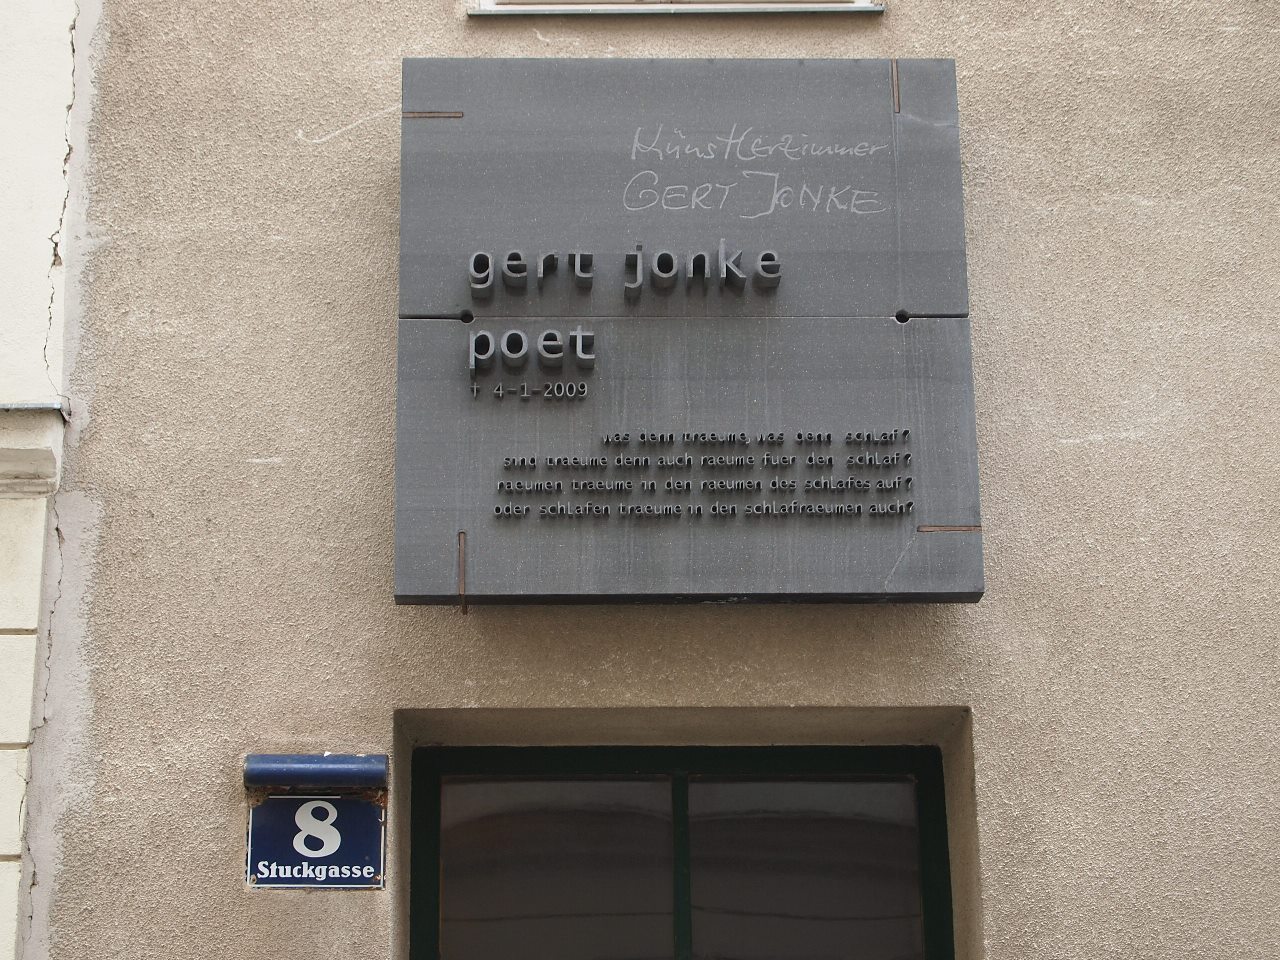 Künstlerzimmer
GERT JONKE
gert jonke
poet
† 4-1-2009
was denn traeume, was denn schlaf?
sind traeume denn auch raeume fuer den schlaf?
raeumen traeume in den raeumen des schlafes auf?
oder schlafen traeume in den schlafraeumen auch?
8
Stuckgasse